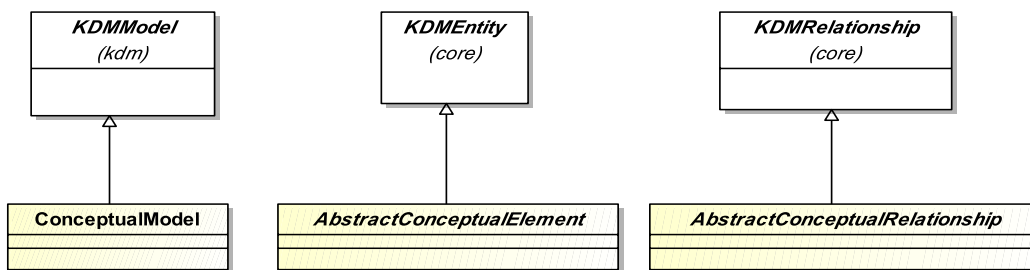 KDMModel
(kdm)
KDMEntity
(core)
KDMRelationship
(core)
ConceptualModel
AbstractConceptualElement
AbstractConceptualRelationship